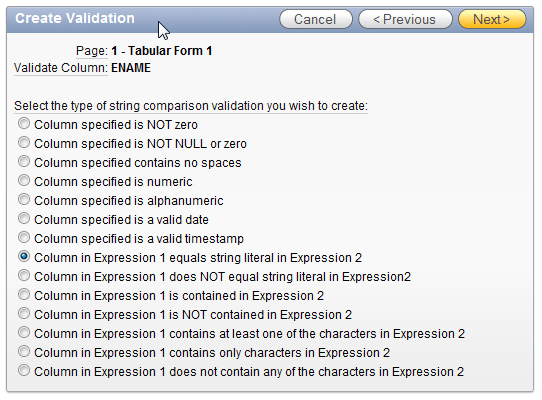 Create Validation
Cancel
< Previous
Next >
Page: 1 - Tabular Form 1
Validate Column: ENAME
Select the type of string comparison validation you wish to create:
Column specified is NOT zero
Column specified is NOT NULL or zero
Column specified contains no spaces
Column specified is numeric
Column specified is alphanumeric
Column specified is a valid date
Column specified is a valid timestamp
Column in Expression 1 equals string literal in Expression 2
Column in Expression 1 does NOT equal string literal in Expression2
Column in Expression 1 is contained in Expression 2
Column in Expression 1 is NOT contained in Expression 2
Column in Expression 1 contains at least one of the characters in Expression 2
Column in Expression 1 contains only characters in Expression 2
Column in Expression 1 does not contain any of the characters in Expression 2